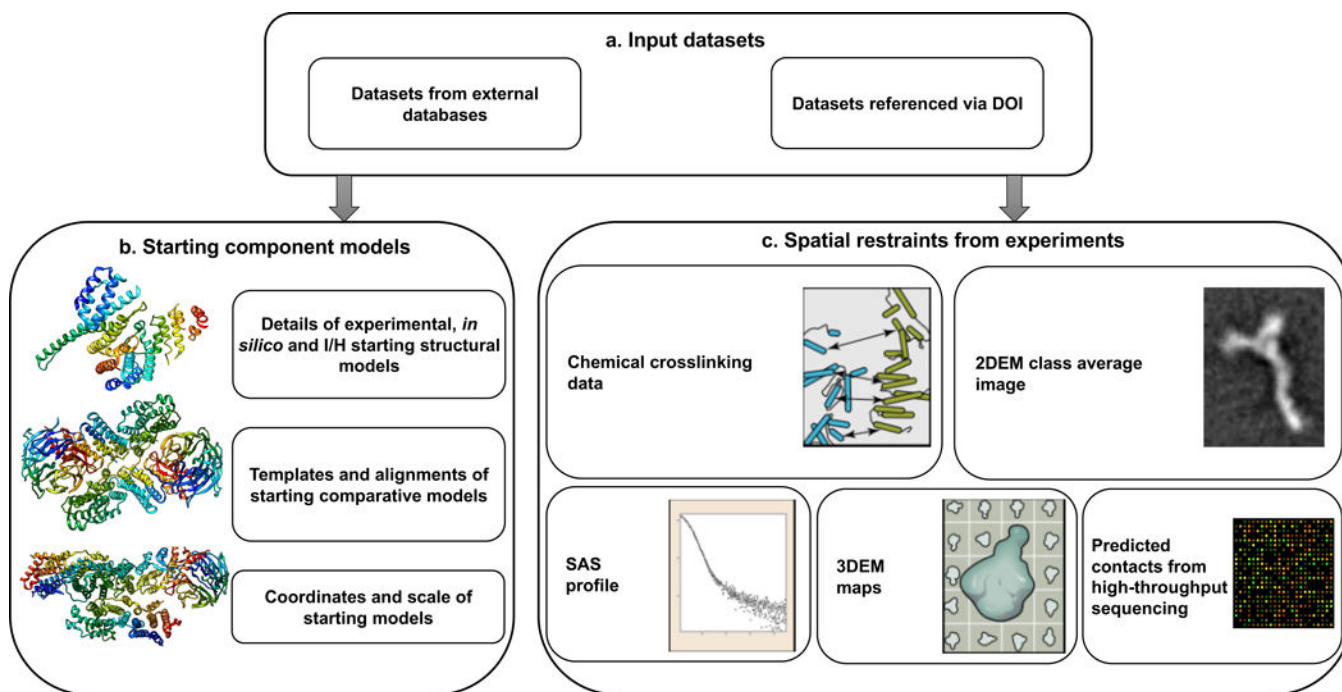 a. Input datasets
Datasets from external
databases
Datasets referenced via DOI
b. Starting component models
Details of experimental, in
silico and I/H starting structural
models
Templates and alignments of
starting comparative models
Coordinates and scale of
starting models
c. Spatial restraints from experiments
Chemical crosslinking
data
2DEM class average
image
SAS
profile
3DEM
maps
Predicted
contacts from
high-throughput
sequencing